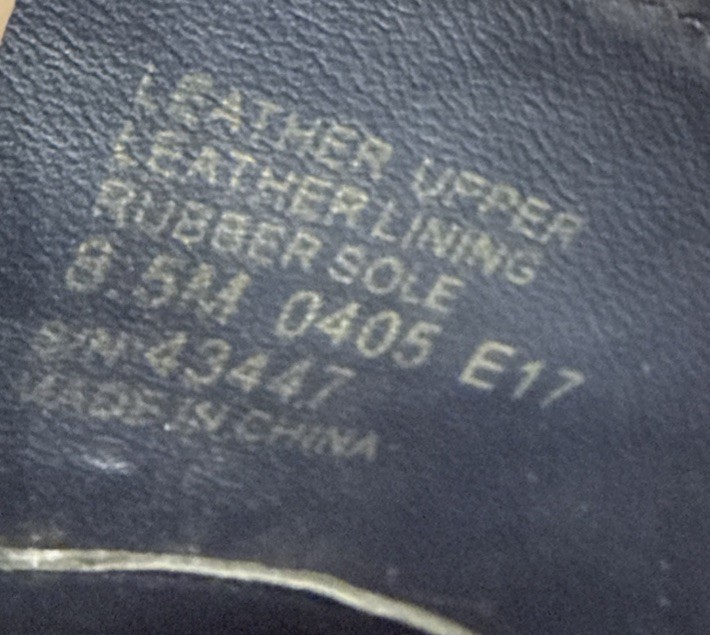 LEATHER UPPER
LEATHER LINING
RUBBER SOLE
8.5M 0405 E17
S/N 43447
MADE IN CHINA